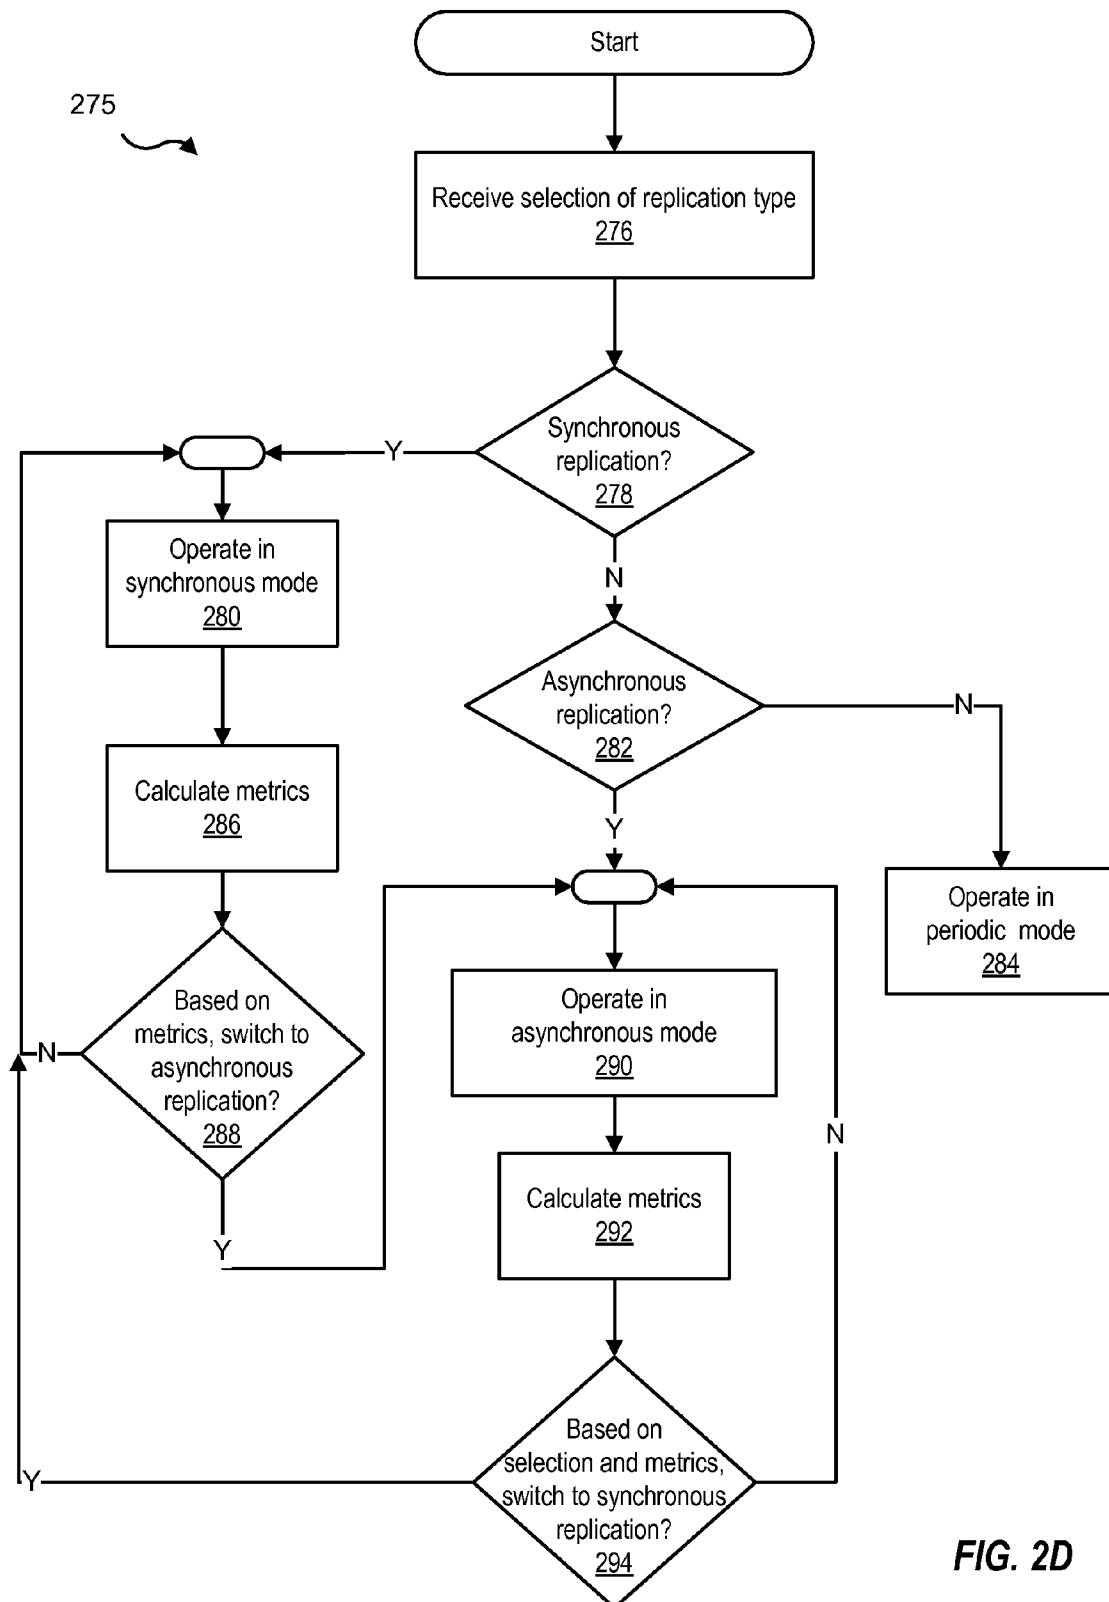 Start
275
Receive selection of replication type
276
Synchronous
replication?
278
Y
N
Operate in
synchronous mode
280
Asynchronous
replication?
282
N
Y
Calculate metrics
286
Operate in
periodic mode
284
Based on
metrics, switch to
asynchronous
replication?
288
N
Y
Operate in
asynchronous mode
290
N
Calculate metrics
292
Based on
selection and metrics,
switch to synchronous
replication?
294
Y
FIG. 2D